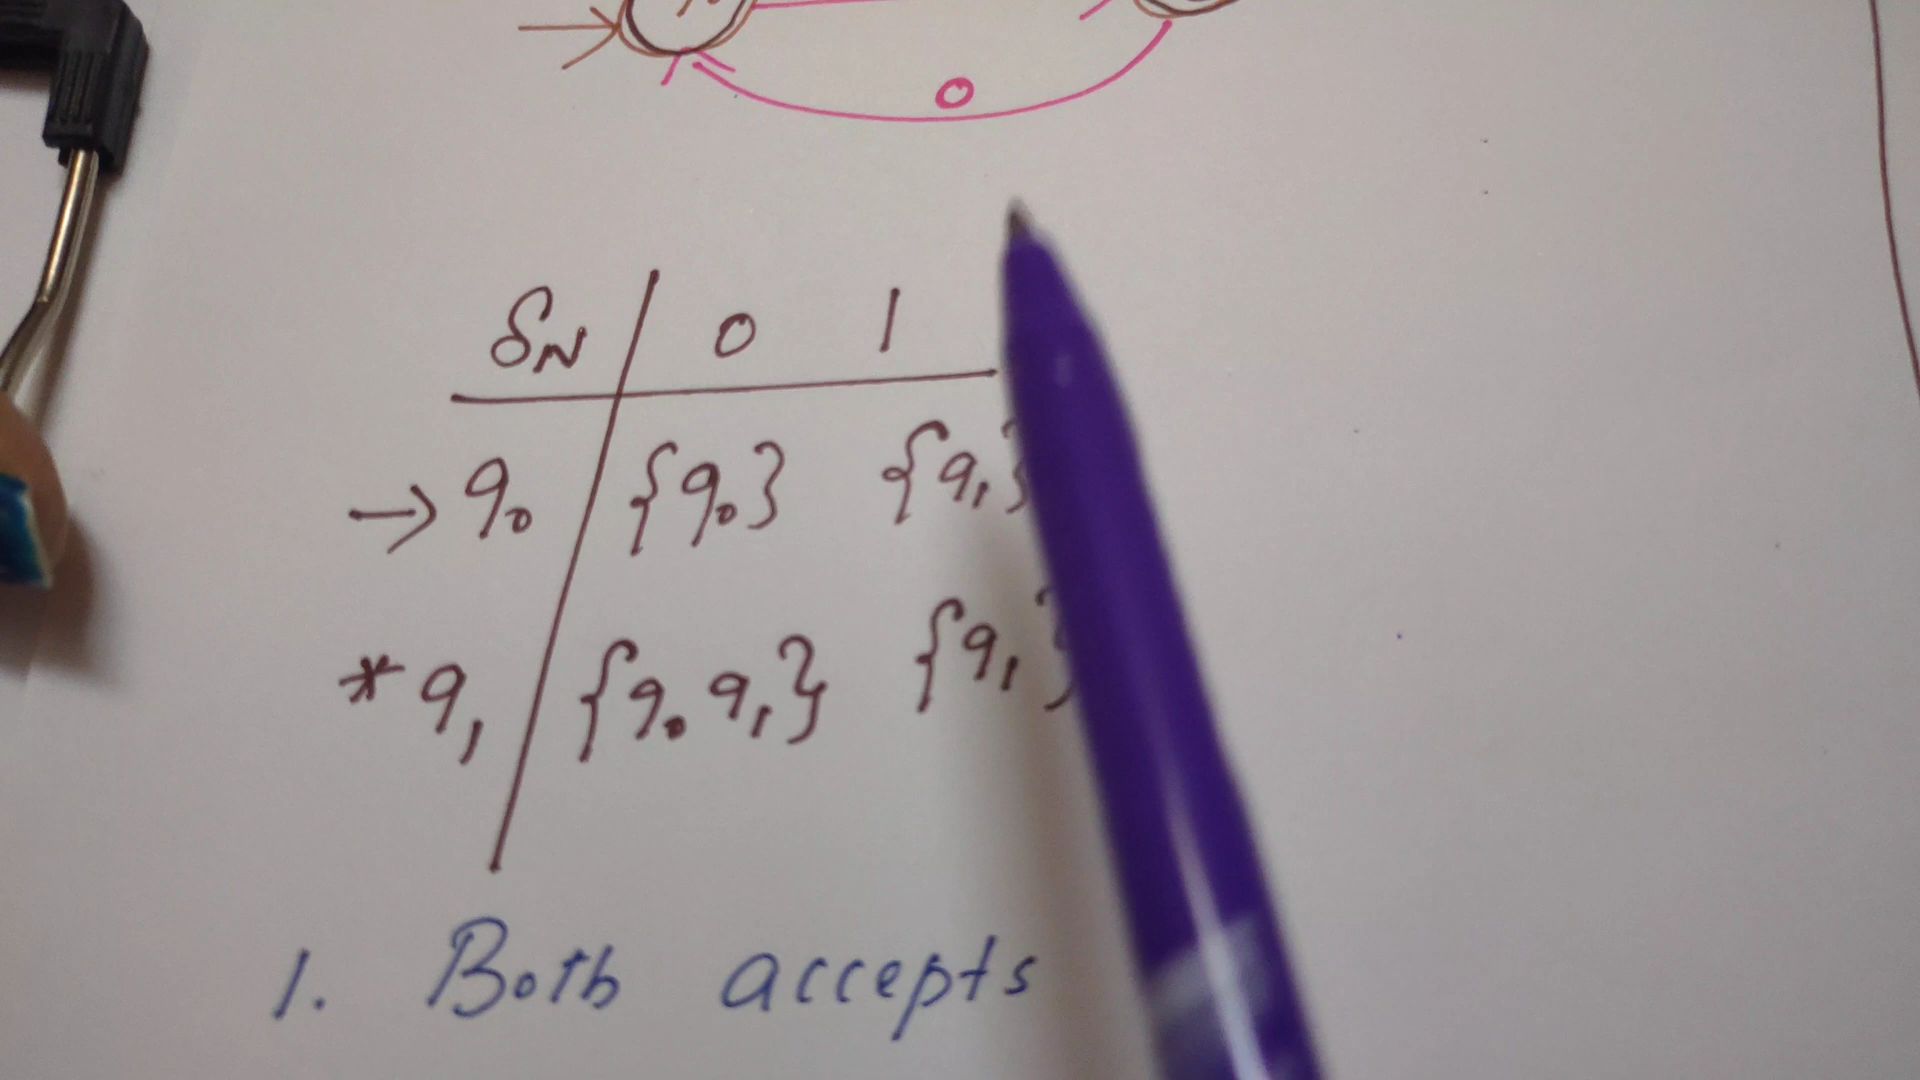 0
δN 0 1
→ q0 {q0} {q1}
* q1 {q0 q1} {q1}
1. Both accepts